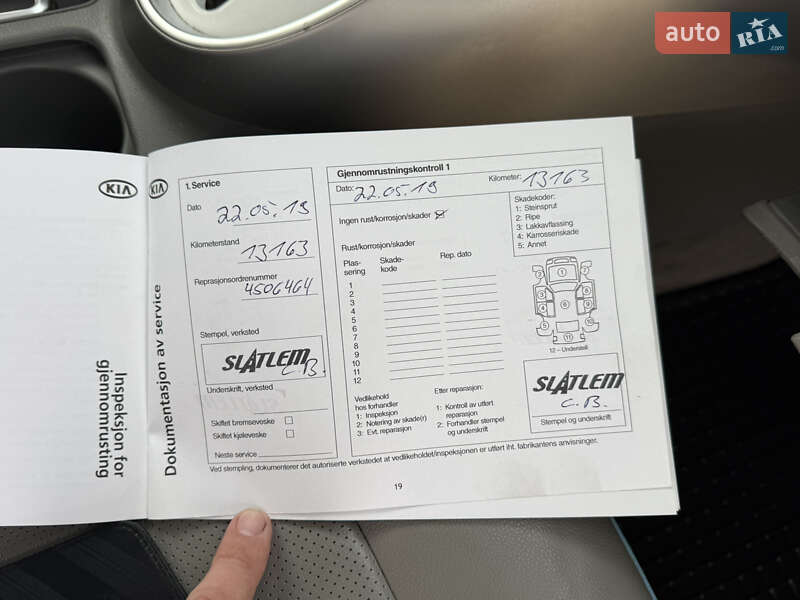 auto RIA .com
KIA
Inspeksjon for
gjennomrusting
KIA
Dokumentasjon av service
1. Service
Dato
22.05.19
Kilometerstand
13163
Reprasjonsordrenummer
4506464
Stempel, verksted
SLATLEM
C.B.
Underskrift, verksted
Skiftet bremseveske
Skiftet kjøleveske
Neste service
Gjennomrustningskontroll 1
Dato: 22.05.19
Kilometer: 13163
Ingen rust/korrosjon/skader
Skadekoder:
1: Steinsprut
2: Ripe
3: Lakkavflassing
4: Karosseriskade
5: Annet
Rust/korrosjon/skader
Plas-
sering
Skade-
kode
Rep. dato
1
2
3
4
5
6
7
8
9
10
11
12
12 – Understell
Vedlikehold
hos forhandler
1: Inspeksjon
2: Notering av skade(r)
3: Evt. reparasjon
Etter reparasjon:
1: Kontroll av utført
reparasjon
2: Forhandler stempel
og underskrift
SLATLEM
C.B.
Stempel og underskrift
Ved stempling, dokumenterer det autoriserte verkstedet at vedlikeholdet/inspeksjonen er utført iht. fabrikantens anvisninger.
19